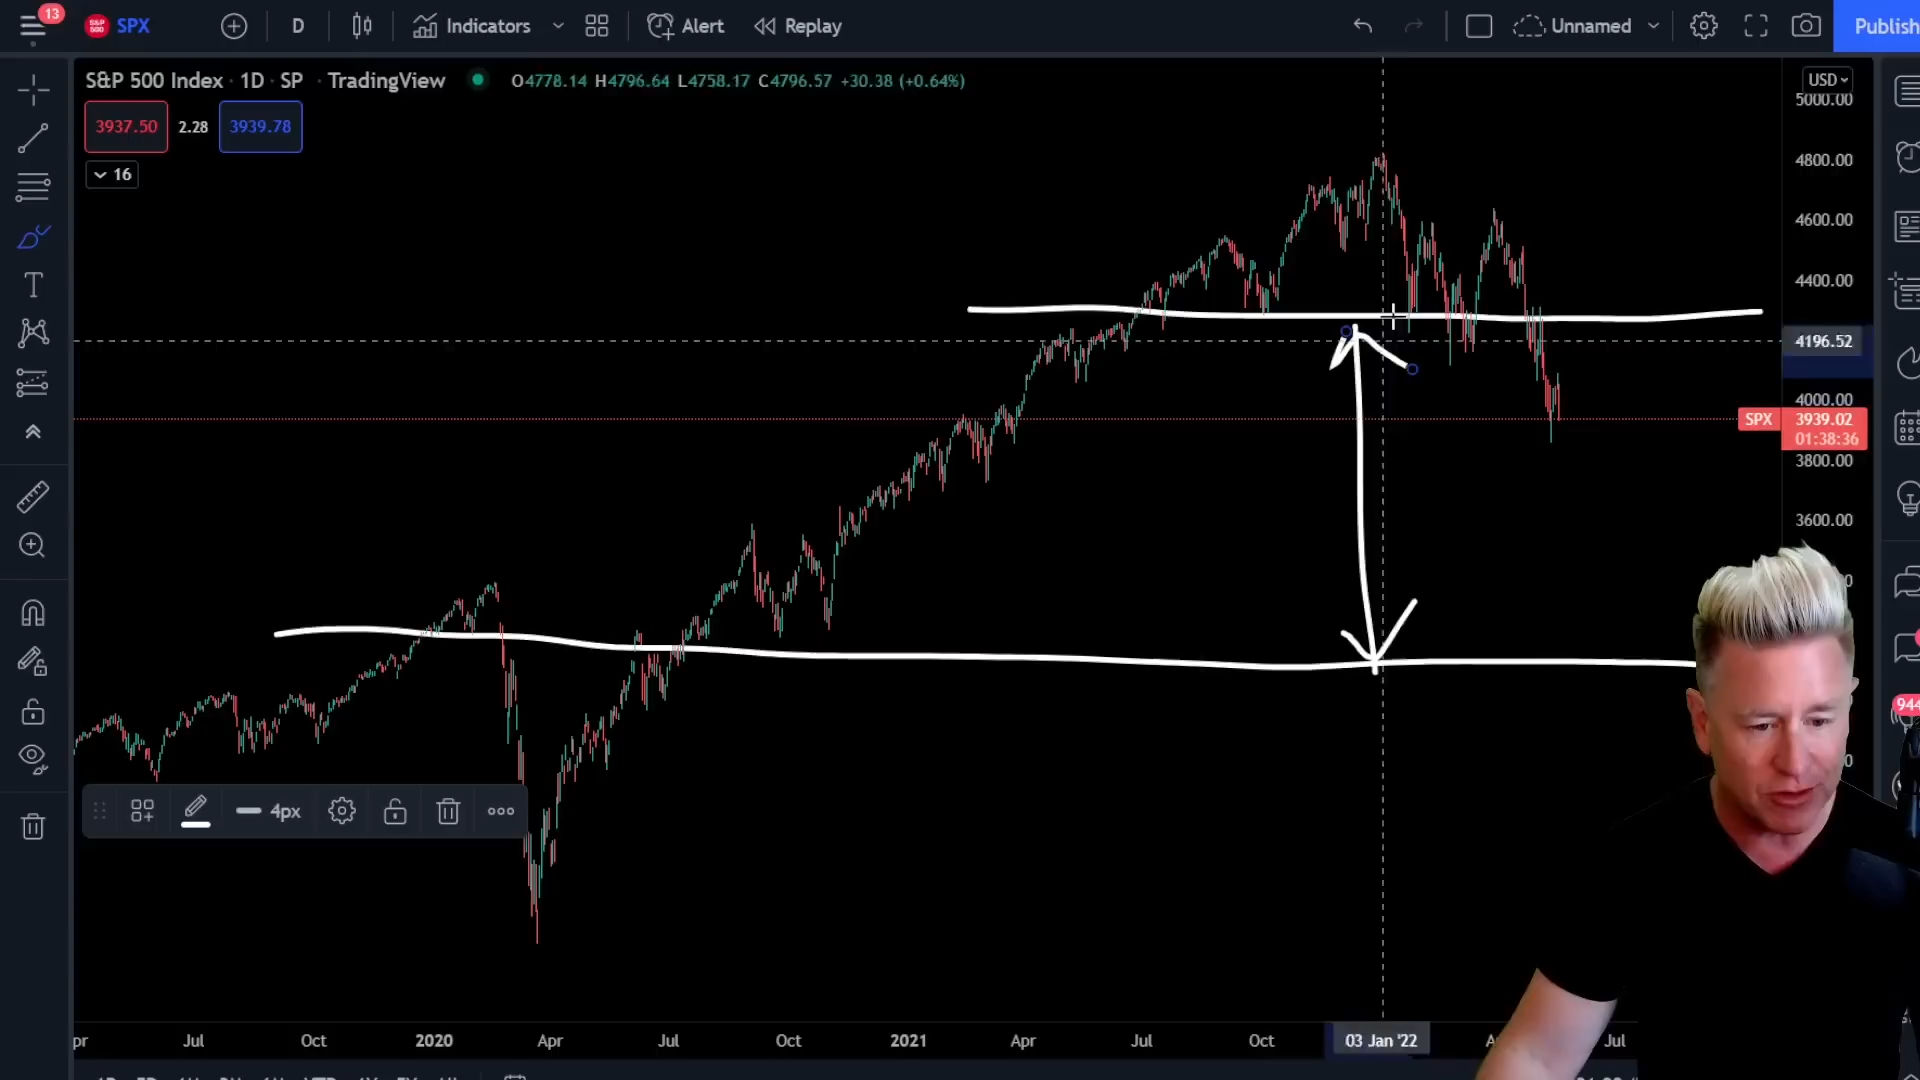 13
S&P 500
SPX
D
Indicators
Alert
Replay
Unnamed
Publish
S&P 500 Index · 1D · SP · TradingView
O4778.14 H4796.64 L4758.17 C4796.57 +30.38 (+0.64%)
USD
3937.50
2.28
3939.78
16
5000.00
4800.00
4600.00
4400.00
4196.52
4000.00
SPX
3939.02
01:38:36
3800.00
3600.00
944
4px
Jul
Oct
2020
Apr
Jul
Oct
2021
Apr
Jul
Oct
03 Jan '22
Jul